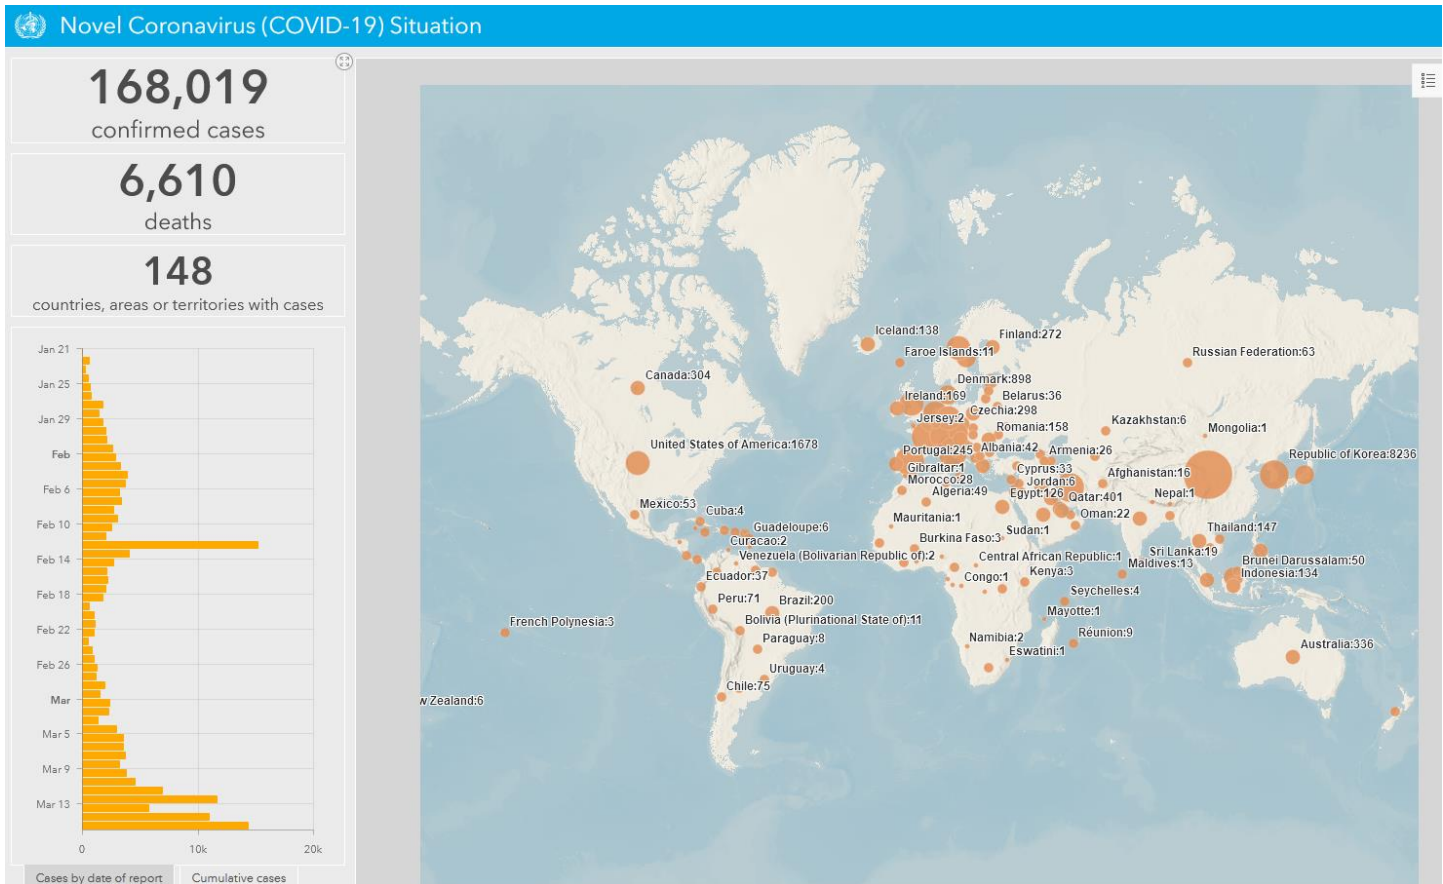 Novel Coronavirus (COVID-19) Situation
168,019
confirmed cases
6,610
deaths
148
countries, areas or territories with cases
Jan 21
Jan 25
Jan 29
Feb
Feb 6
Feb 10
Feb 14
Feb 18
Feb 22
Feb 26
Mar
Mar 5
Mar 9
Mar 13
0 10k 20k
Cases by date of report Cumulative cases
Iceland:138
Finland:272
Faroe Islands:11
Russian Federation:63
Canada:304
Denmark:898
Ireland:169
Belarus:36
Jersey:2
Czechia:298
Kazakhstan:6
Romania:158
Mongolia:1
United States of America:1678
Portugal:245
Albania:42
Armenia:26
Republic of Korea:8236
Gibraltar:1
Cyprus:33
Afghanistan:16
Morocco:28
Jordan:6
Algeria:49
Egypt:126
Qatar:401
Nepal:1
Mexico:53
Cuba:4
Mauritania:1
Oman:22
Guadeloupe:6
Sudan:1
Thailand:147
Curacao:2
Burkina Faso:3
Venezuela (Bolivarian Republic of):2
Central African Republic:1
Sri Lanka:19
Maldives:13
Brunei Darussalam:50
Ecuador:37
Congo:1
Kenya:3
Indonesia:134
Seychelles:4
Peru:71
Brazil:200
Mayotte:1
French Polynesia:3
Bolivia (Plurinational State of):11
Paraguay:8
Namibia:2
Réunion:9
Eswatini:1
Australia:336
Uruguay:4
Chile:75
w Zealand:6